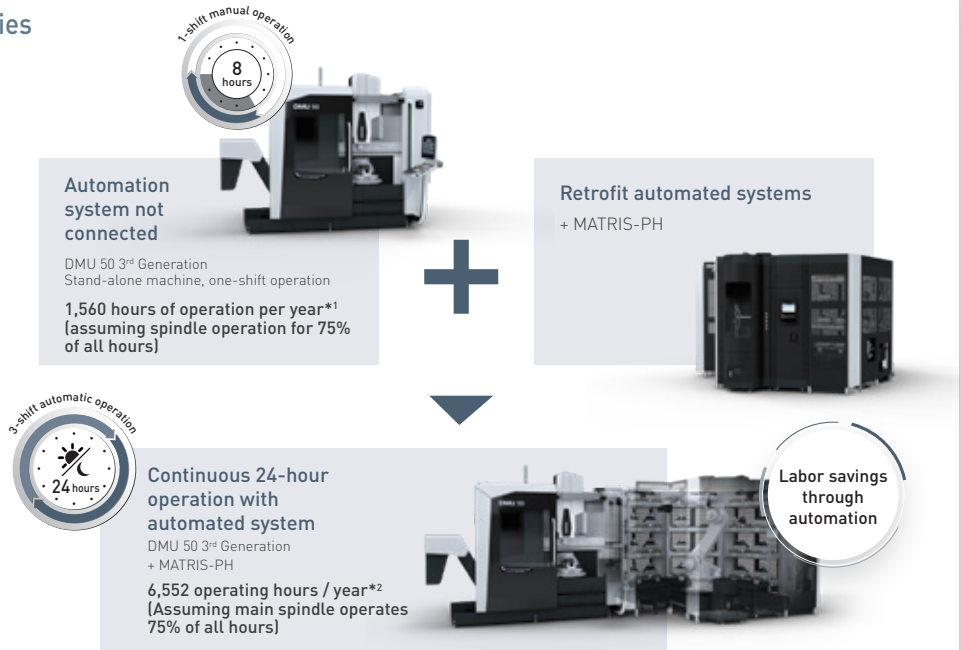 ies
1-shift manual operation
8
hours
DMU 50
Automation
system not
connected
DMU 50 3rd Generation
Stand-alone machine, one-shift operation
1,560 hours of operation per year*1
(assuming spindle operation for 75%
of all hours)
Retrofit automated systems
+ MATRIS-PH
3-shift automatic operation
24 hours
Continuous 24-hour
operation with
automated system
DMU 50 3rd Generation
+ MATRIS-PH
6,552 operating hours / year*2
(Assuming main spindle operates
75% of all hours)
DMU 50
Labor savings
through
automation